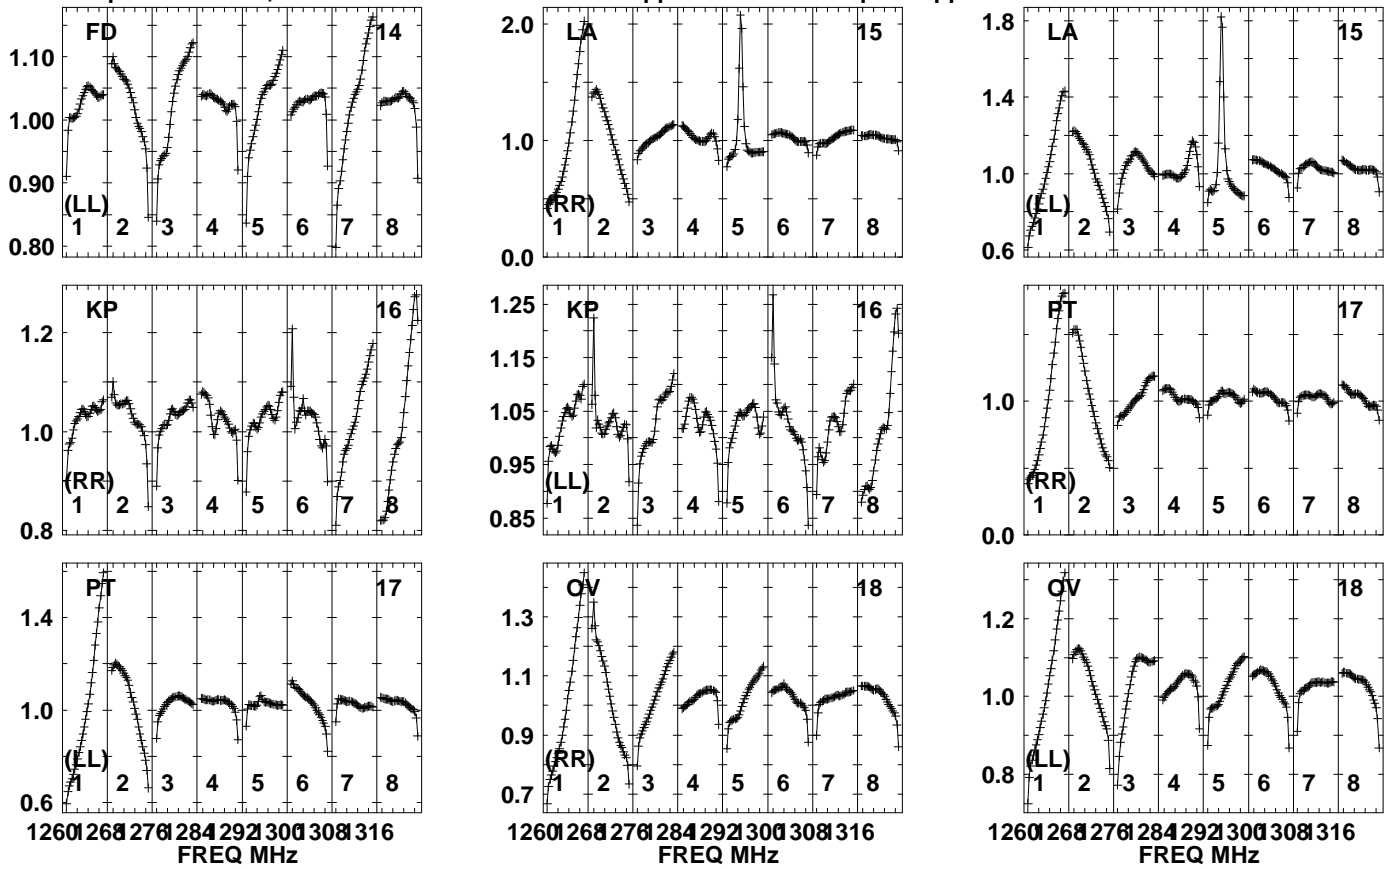 FD 14
1.10
1.00
0.90
0.80
(LL)
1 2 3 4 5 6 7 8
LA 15
2.0
1.0
0.0
(RR)
1 2 3 4 5 6 7 8
LA 15
1.8
1.4
1.0
0.6
(LL)
1 2 3 4 5 6 7 8
KP 16
1.2
1.0
0.8
(RR)
1 2 3 4 5 6 7 8
KP 16
1.25
1.15
1.05
0.95
0.85
(LL)
1 2 3 4 5 6 7 8
PT 17
1.0
0.0
(RR)
1 2 3 4 5 6 7 8
PT 17
1.4
1.0
0.6
(LL)
1 2 3 4 5 6 7 8
1260 1268 1276 1284 1292 1300 1308 1316
FREQ MHz
OV 18
1.3
1.1
0.9
0.7
(RR)
1 2 3 4 5 6 7 8
1260 1268 1276 1284 1292 1300 1308 1316
FREQ MHz
OV 18
1.2
1.0
0.8
(LL)
1 2 3 4 5 6 7 8
1260 1268 1276 1284 1292 1300 1308 1316
FREQ MHz